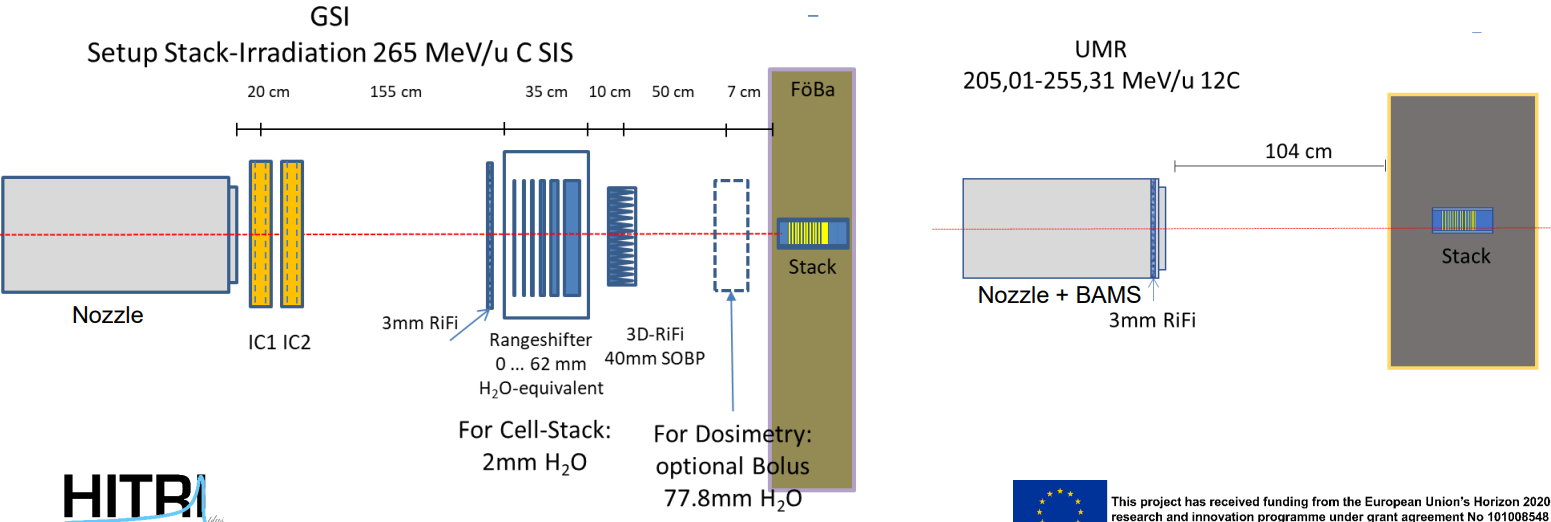 GSI
Setup Stack-Irradiation 265 MeV/u C SIS
20 cm
155 cm
35 cm
10 cm
50 cm
7 cm
FöBa
Nozzle
IC1 IC2
3mm RiFi
Rangeshifter
0 ... 62 mm
H₂O-equivalent
3D-RiFi
40mm SOBP
Stack
For Cell-Stack:
2mm H₂O
For Dosimetry:
optional Bolus
77.8mm H₂O
HITRI
plus
UMR
205,01-255,31 MeV/u 12C
104 cm
Nozzle + BAMS
3mm RiFi
Stack
This project has received funding from the European Union’s Horizon 2020
research and innovation programme under grant agreement No 101008548